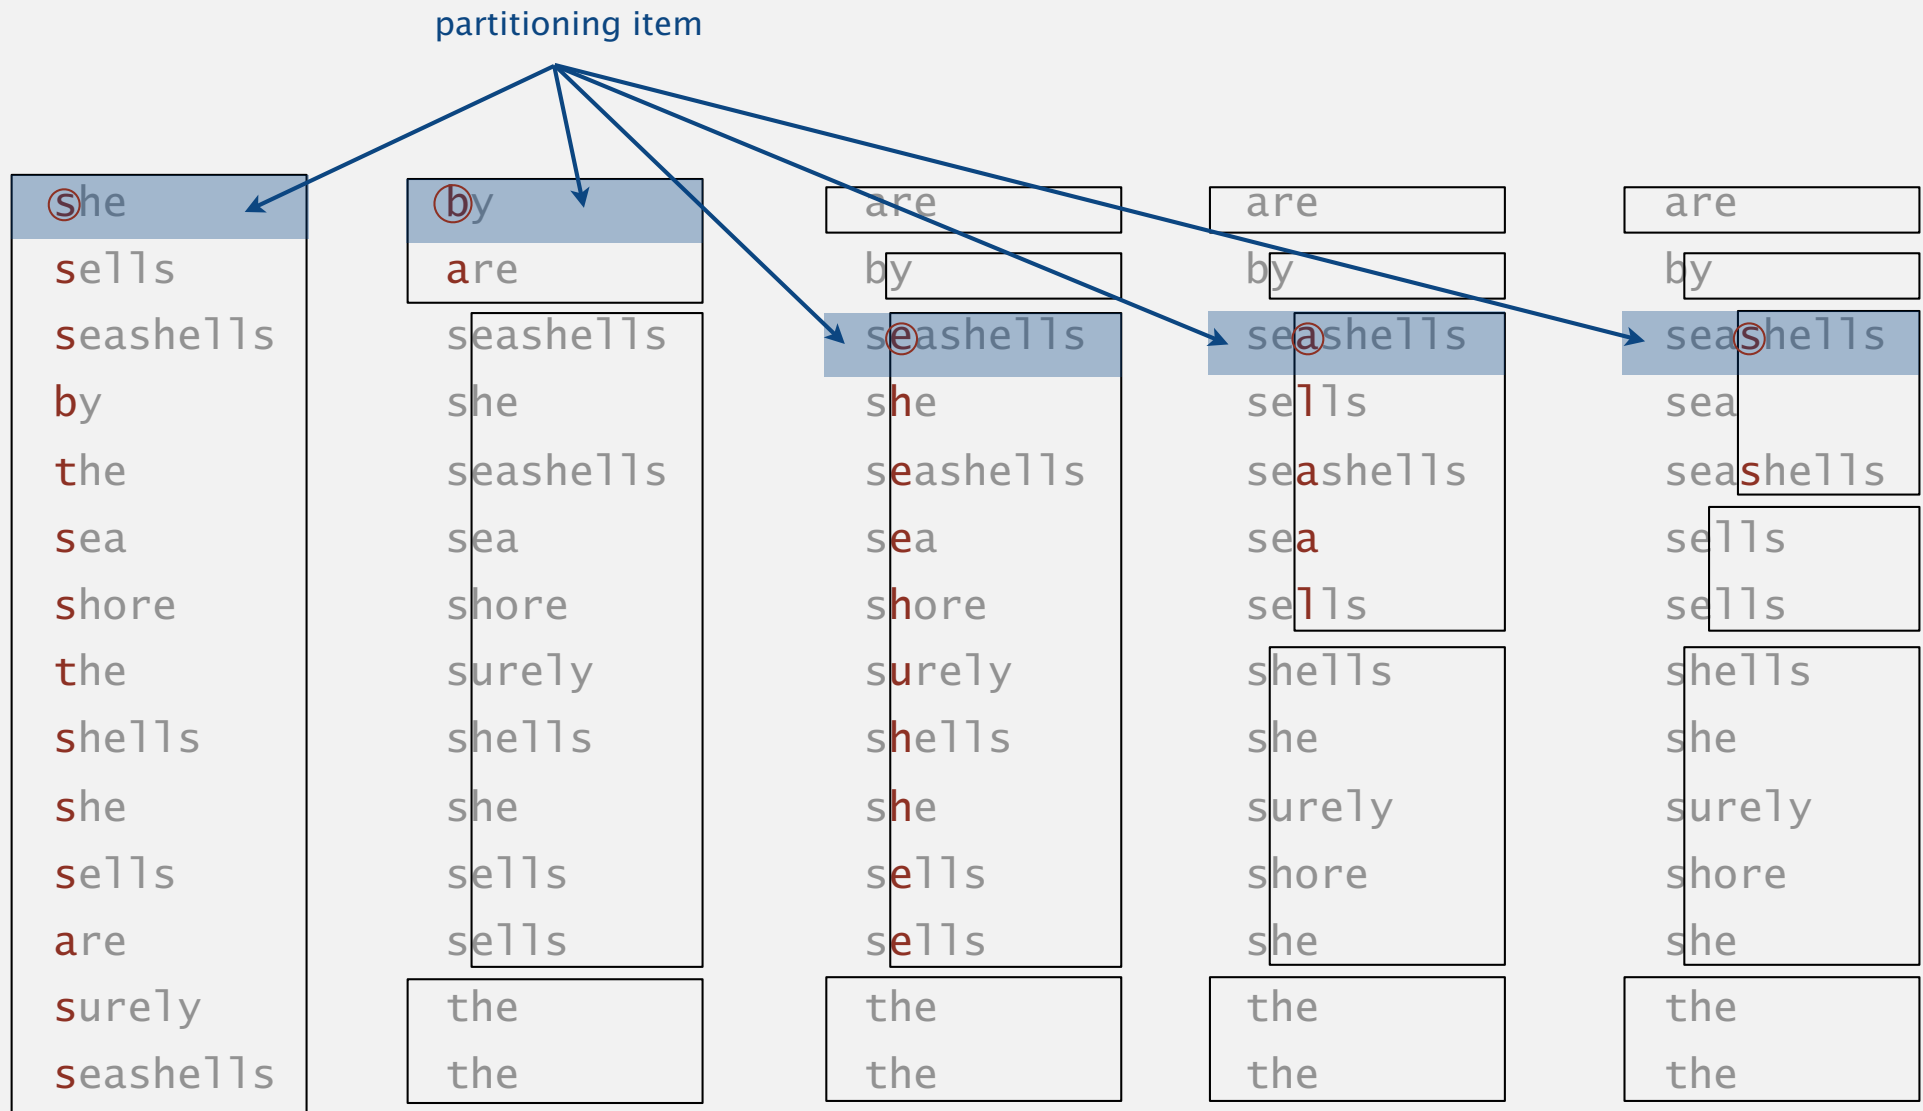 partitioning item
she by are are are
sells are by by by
seashells seashells seashells seashells seashells
by she she sells sea
the seashells seashells seashells seashells
sea sea sea sea sells
shore shore shore sells sells
the surely surely shells shells
shells shells shells she she
she she she surely surely
sells sells sells shore shore
are sells sells she she
surely the the the the
seashells the the the the